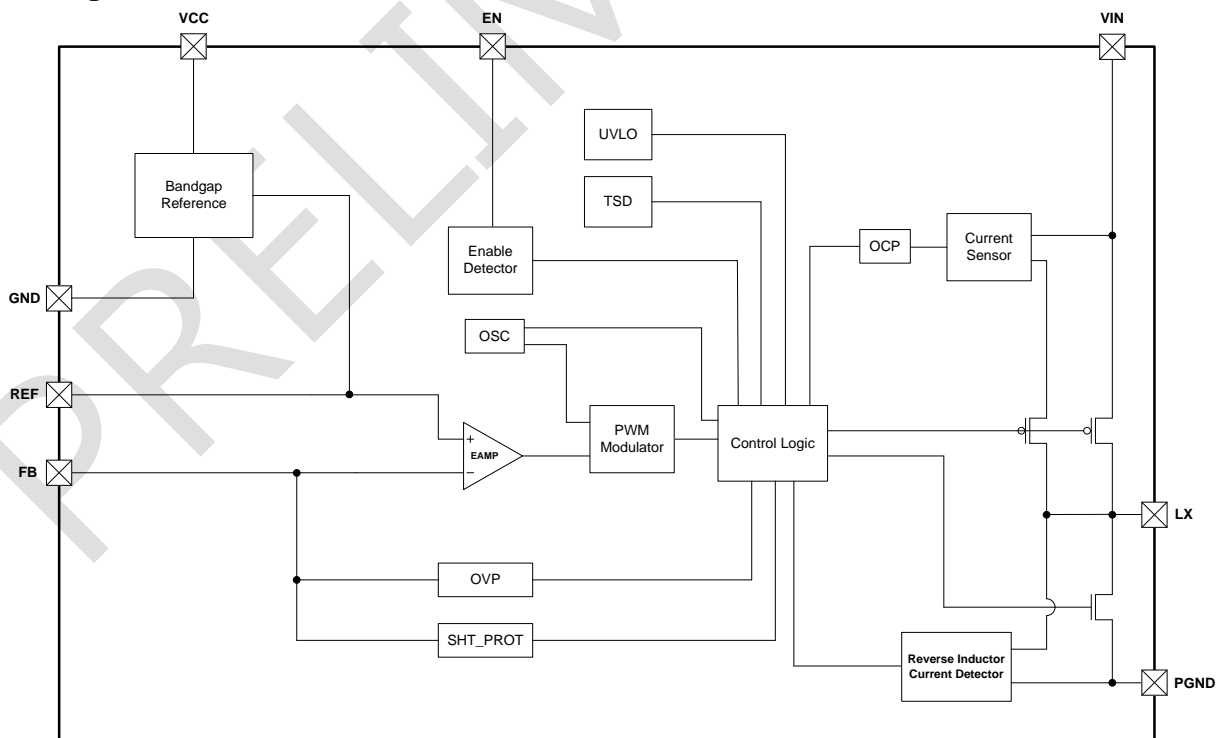 VCC
EN
VIN
UVLO
Bandgap
Reference
TSD
Enable
Detector
OCP
Current
Sensor
GND
OSC
REF
PWM
Modulator
Control Logic
+
EAMP
−
FB
LX
OVP
SHT_PROT
Reverse Inductor
Current Detector
PGND
PRELIM